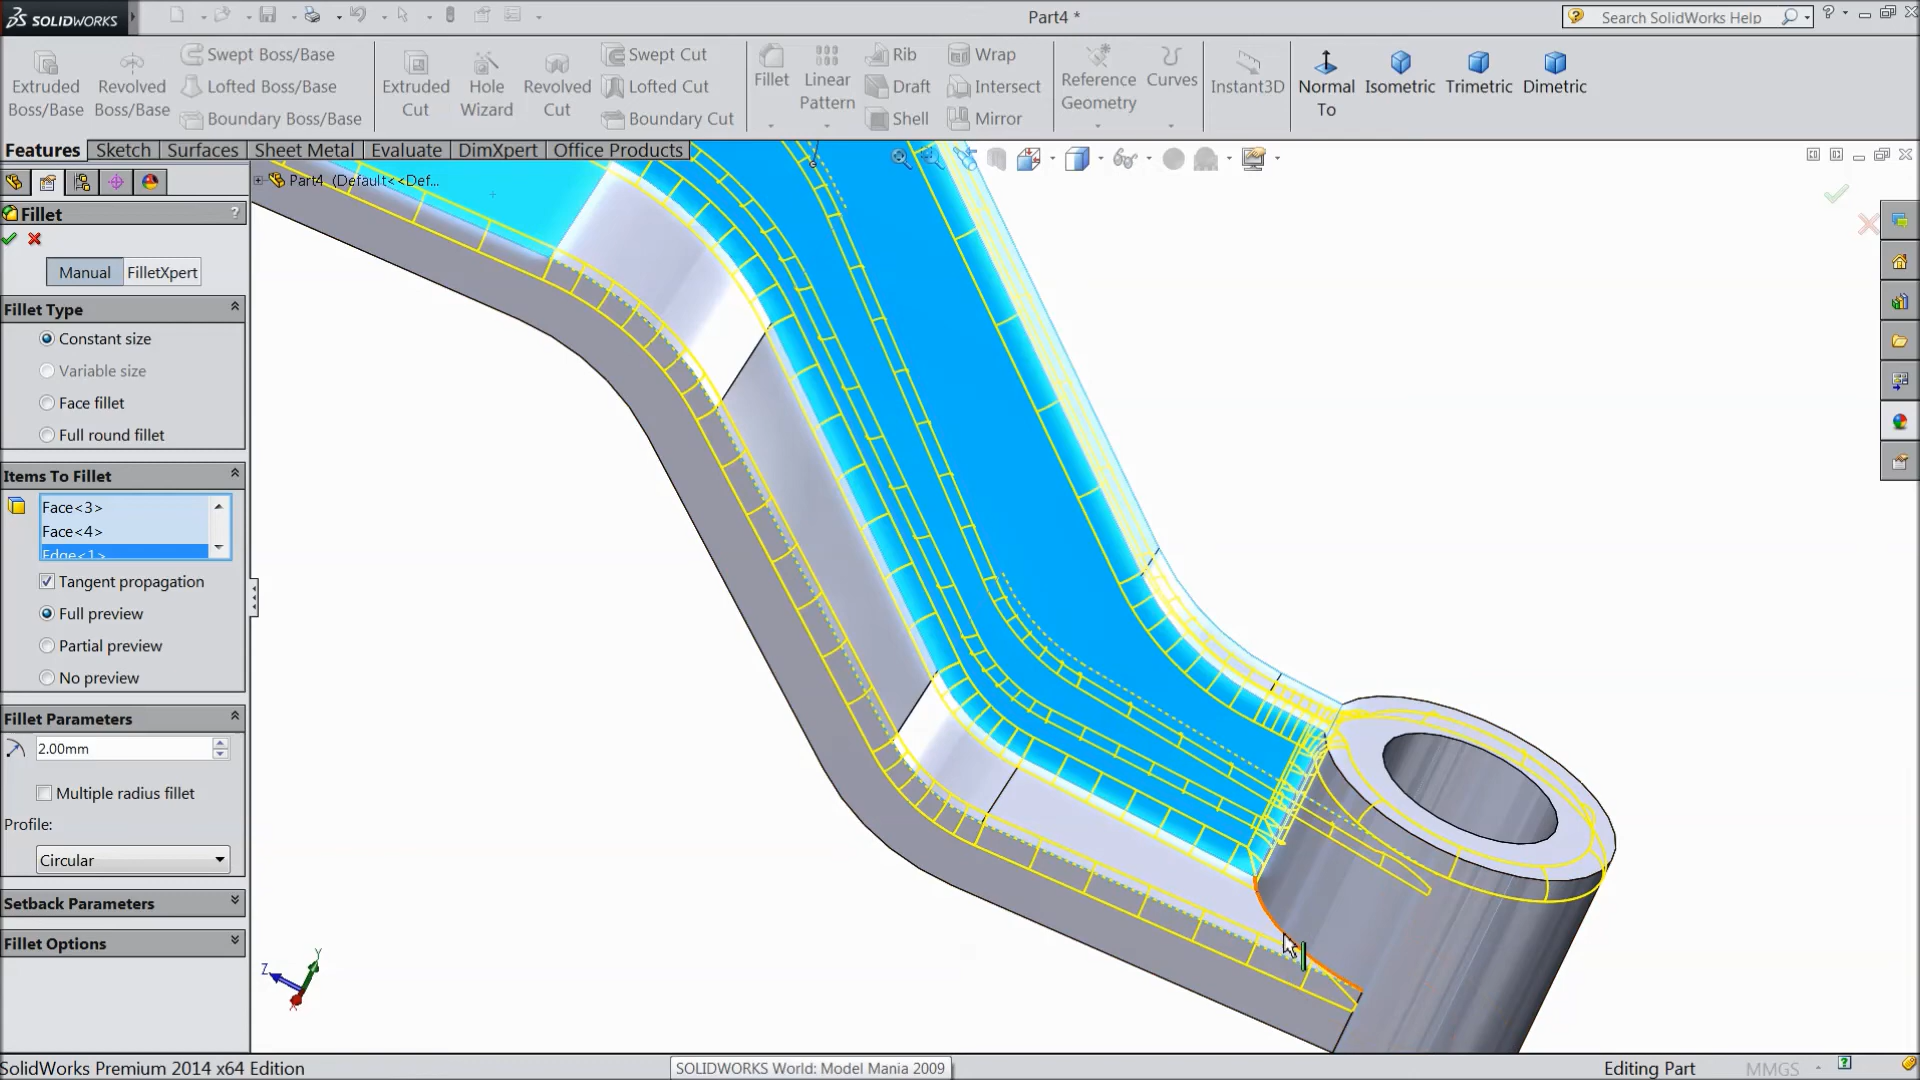 SOLIDWORKS
Part4 *
Search SolidWorks Help
Extruded Boss/Base
Revolved Boss/Base
Swept Boss/Base
Lofted Boss/Base
Boundary Boss/Base
Extruded Cut
Hole Wizard
Revolved Cut
Swept Cut
Lofted Cut
Boundary Cut
Fillet
Linear Pattern
Rib
Draft
Shell
Wrap
Intersect
Mirror
Reference Geometry
Curves
Instant3D
Normal To
Isometric
Trimetric
Dimetric
Features
Sketch
Surfaces
Sheet Metal
Evaluate
DimXpert
Office Products
Part4 (Default<<Def...
Fillet
?
Manual
FilletXpert
Fillet Type
Constant size
Variable size
Face fillet
Full round fillet
Items To Fillet
Face<3>
Face<4>
Edge<1>
Tangent propagation
Full preview
Partial preview
No preview
Fillet Parameters
2.00mm
Multiple radius fillet
Profile:
Circular
Setback Parameters
Fillet Options
Y
Z
X
SolidWorks Premium 2014 x64 Edition
SOLIDWORKS World: Model Mania 2009
Editing Part
MMGS